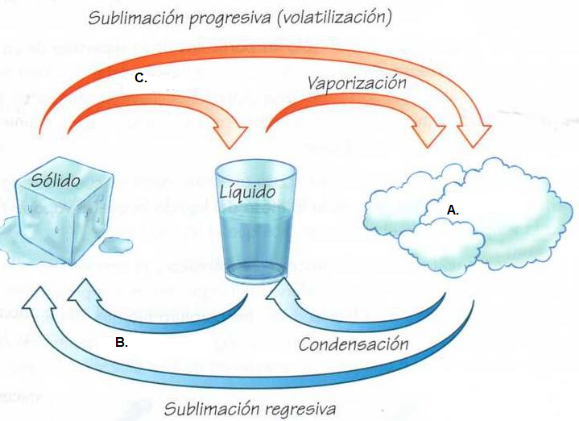 Sublimación progresiva (volatilización)
C.
Vaporización
Sólido
Líquido
A.
B.
Condensación
Sublimación regresiva